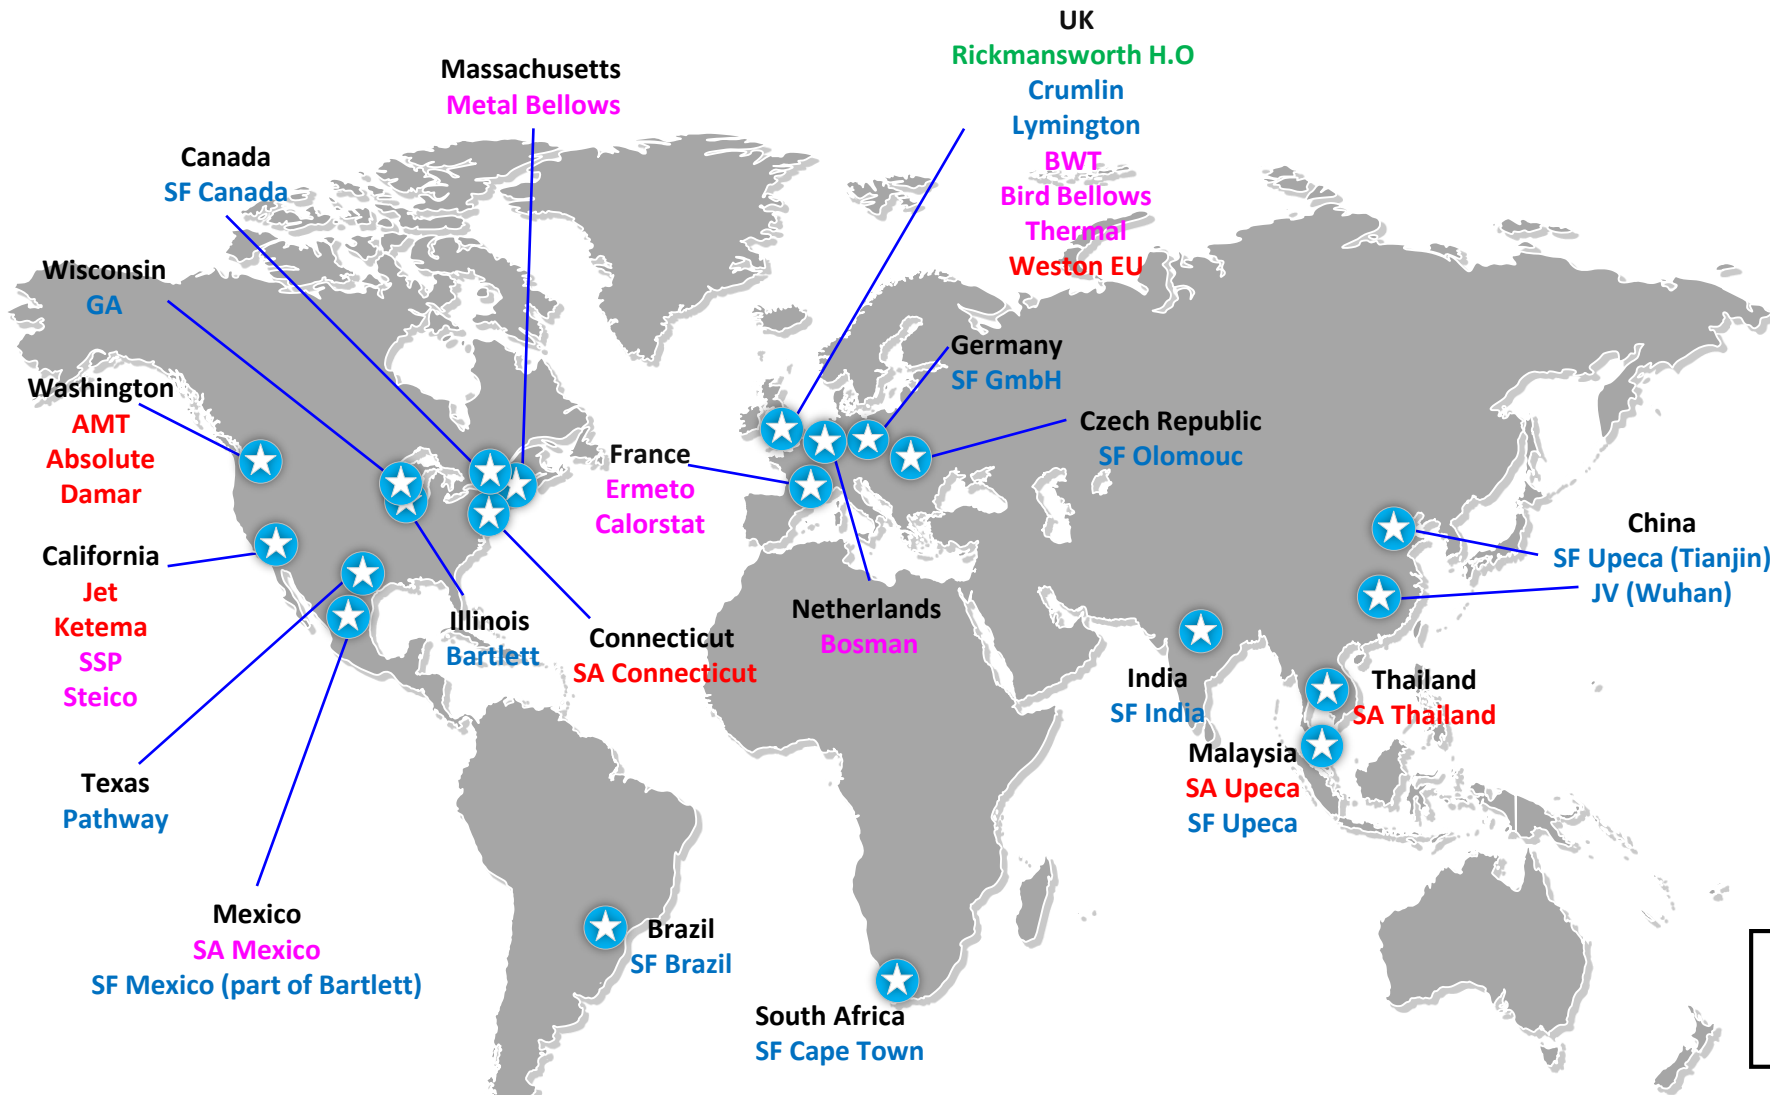 UK
Rickmansworth H.O
Crumlin
Lymington
BWT
Bird Bellows
Thermal
Weston EU
Massachusetts
Metal Bellows
Canada
SF Canada
Wisconsin
GA
Washington
AMT
Absolute
Damar
California
Jet
Ketema
SSP
Steico
Texas
Pathway
Mexico
SA Mexico
SF Mexico (part of Bartlett)
Illinois
Bartlett
Connecticut
SA Connecticut
France
Ermeto
Calorstat
Germany
SF GmbH
Czech Republic
SF Olomouc
Netherlands
Bosman
China
SF Upeca (Tianjin)
JV (Wuhan)
India
SF India
Thailand
SA Thailand
Malaysia
SA Upeca
SF Upeca
Brazil
SF Brazil
South Africa
SF Cape Town